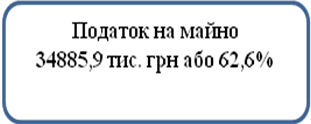 Податок на майно
34885,9 тис. грн або 62,6%